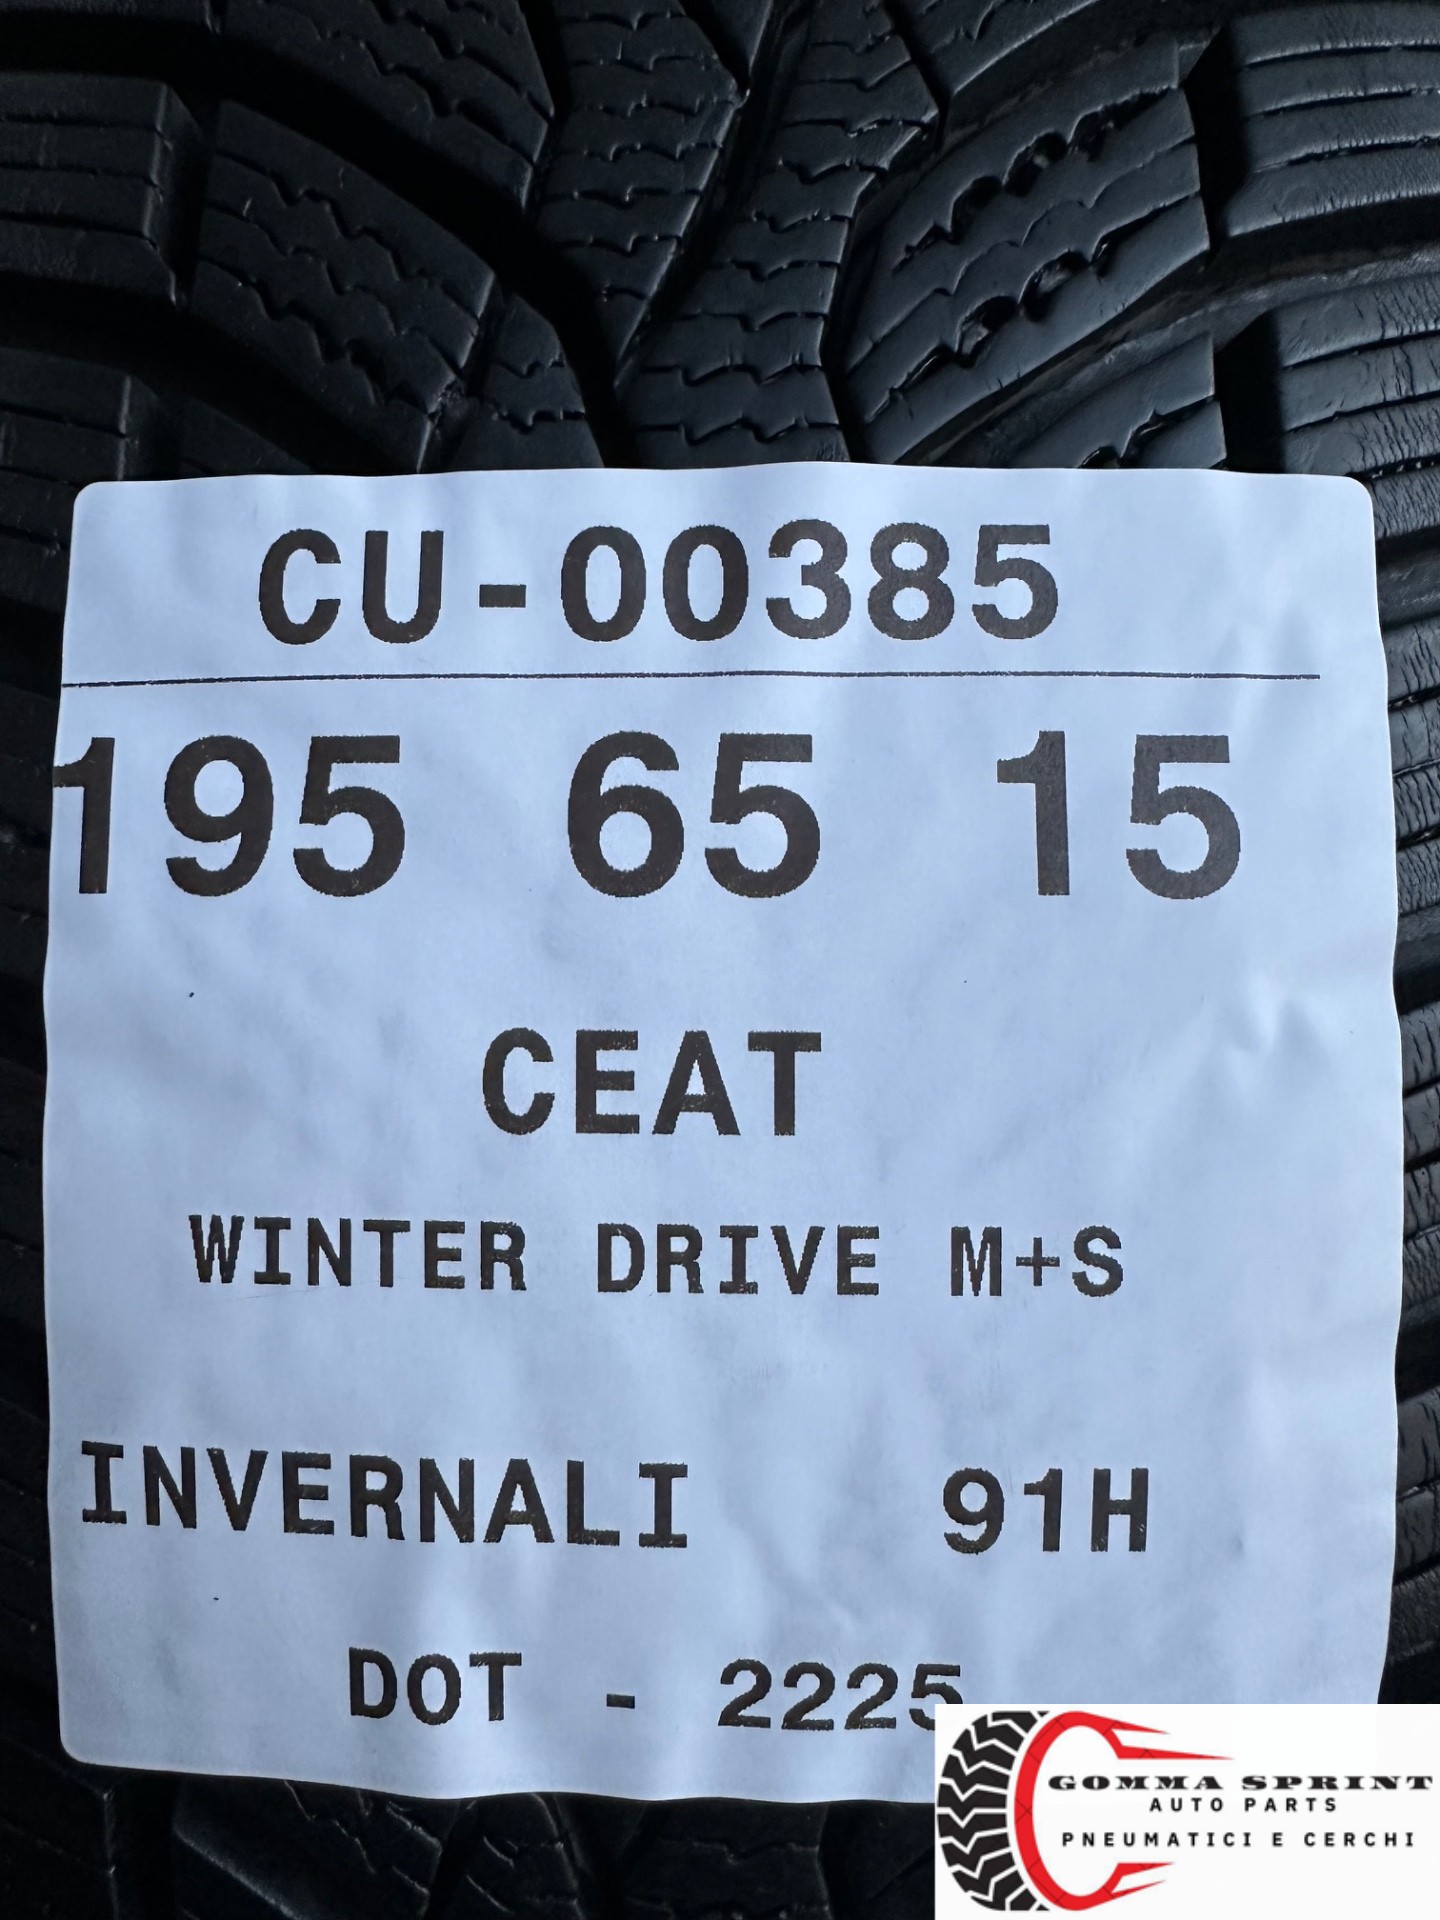 CU-00385
195 65 15
CEAT
WINTER DRIVE M+S
INVERNALI 91H
DOT - 2225
GOMMA SPRINT
AUTO PARTS
PNEUMATICI E CERCHI